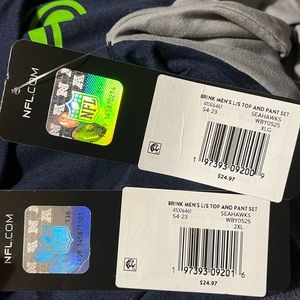 NFL.COM
NFL
BRINK MEN'S L/S TOP AND PANT SET
41X6461
S4 23
SEAHAWKS
WBY0525
XLG
1 97393 09200 9
$24.97
NFL.COM
BRINK MEN'S L/S TOP AND PANT SET
41X6461
S4 23
SEAHAWKS
WBY0525
2XL
1 97393 09201 6
$24.97